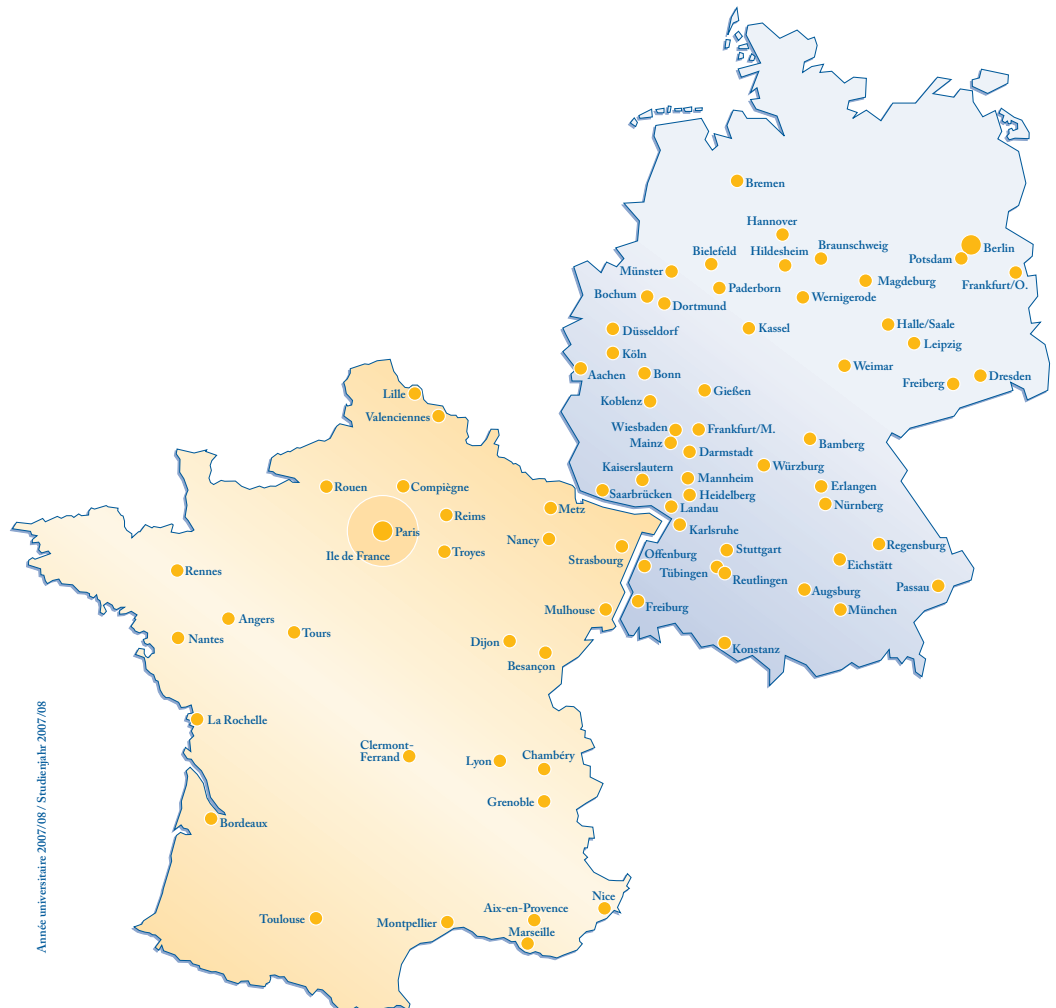 Bremen
Hannover
Bielefeld
Hildesheim
Braunschweig
Berlin
Potsdam
Münster
Frankfurt/O.
Magdeburg
Paderborn
Bochum
Wernigerode
Dortmund
Düsseldorf
Kassel
Halle/Saale
Leipzig
Köln
Aachen
Bonn
Weimar
Dresden
Freiberg
Gießen
Koblenz
Lille
Valenciennes
Wiesbaden
Frankfurt/M.
Mainz
Bamberg
Darmstadt
Kaiserslautern
Würzburg
Mannheim
Rouen
Compiègne
Saarbrücken
Heidelberg
Erlangen
Nürnberg
Landau
Metz
Reims
Karlsruhe
Paris
Nancy
Regensburg
Troyes
Ile de France
Strasbourg
Offenburg
Stuttgart
Eichstätt
Rennes
Tübingen
Reutlingen
Passau
Augsburg
Mulhouse
Freiburg
München
Angers
Tours
Nantes
Dijon
Konstanz
Besançon
La Rochelle
Clermont-
Ferrand
Lyon
Chambéry
Grenoble
Bordeaux
Nice
Aix-en-Provence
Toulouse
Montpellier
Marseille
Année universitaire 2007/08 / Studienjahr 2007/08